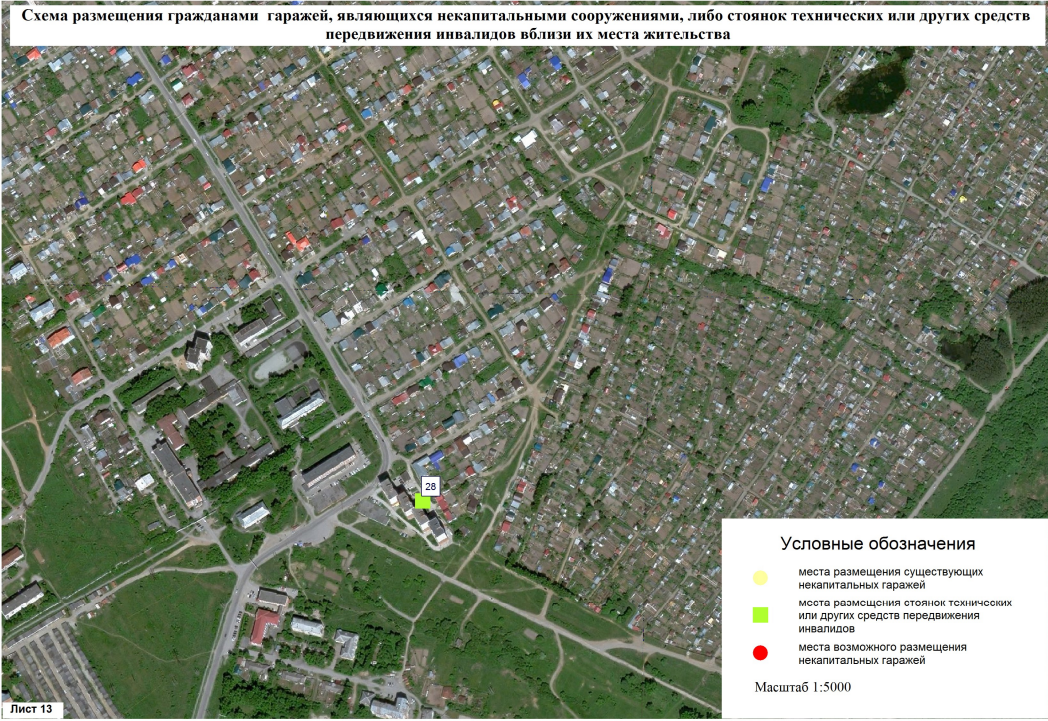 Схема размещения гражданами гаражей, являющихся некапитальными сооружениями, либо стоянок технических или других средств
передвижения инвалидов вблизи их места жительства
28
Условные обозначения
места размещения существующих
некапитальных гаражей
места размещения стоянок технических
или других средств передвижения
инвалидов
места возможного размещения
некапитальных гаражей
Масштаб 1:5000
Лист 13